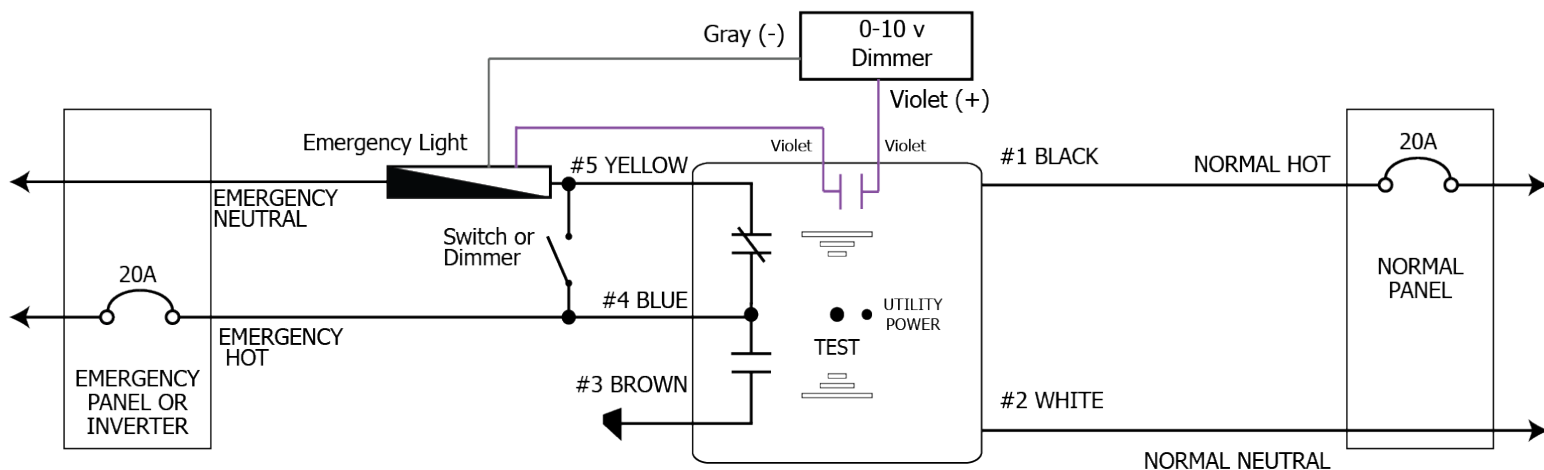 0-10 v
Dimmer
Gray (-)
Violet (+)
Emergency Light
Violet
Violet
#5 YELLOW
#1 BLACK
NORMAL HOT
20A
EMERGENCY
NEUTRAL
Switch or
Dimmer
NORMAL
PANEL
20A
#4 BLUE
UTILITY
POWER
TEST
EMERGENCY
HOT
EMERGENCY
PANEL OR
INVERTER
#3 BROWN
#2 WHITE
NORMAL NEUTRAL